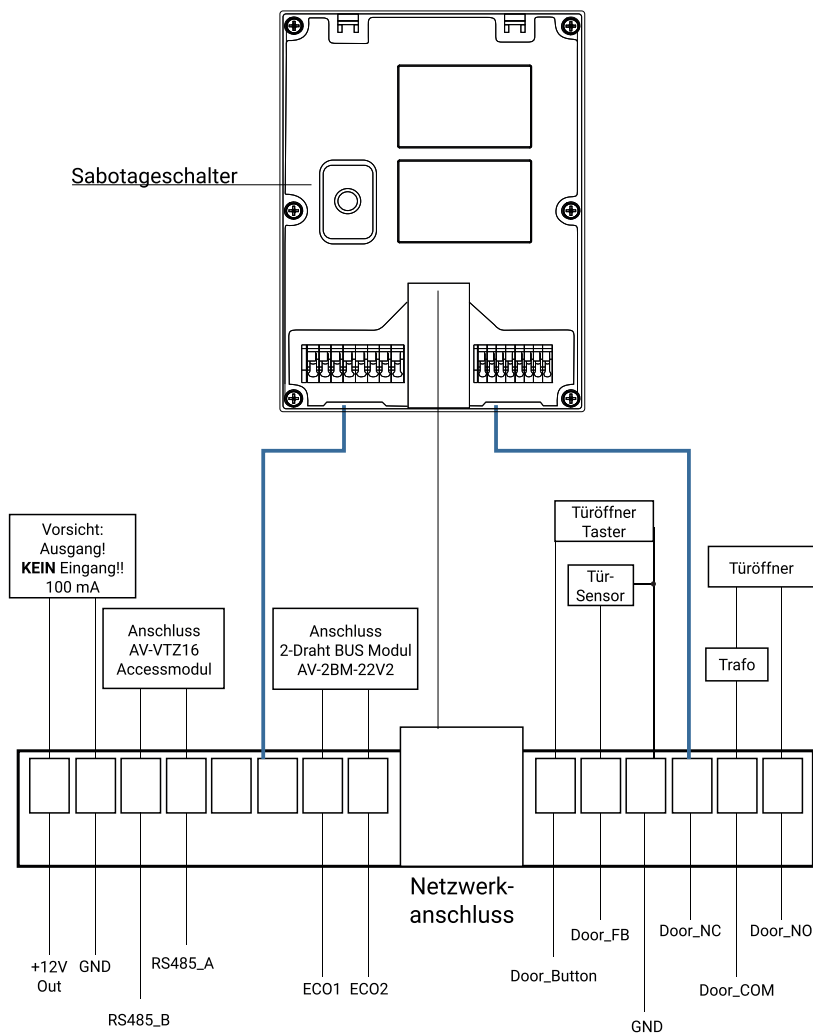 Sabotageschalter
Vorsicht:
Ausgang!
KEIN Eingang!!
100 mA
Anschluss
AV-VTZ16
Accessmodul
Anschluss
2-Draht BUS Modul
AV-2BM-22V2
Türöffner
Taster
Tür-
Sensor
Türöffner
Trafo
Netzwerk-
anschluss
+12V
Out
GND
RS485_B
RS485_A
ECO1
ECO2
Door_Button
Door_FB
GND
Door_NC
Door_COM
Door_NO